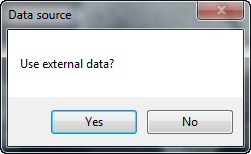 Data source
Use external data?
Yes
No